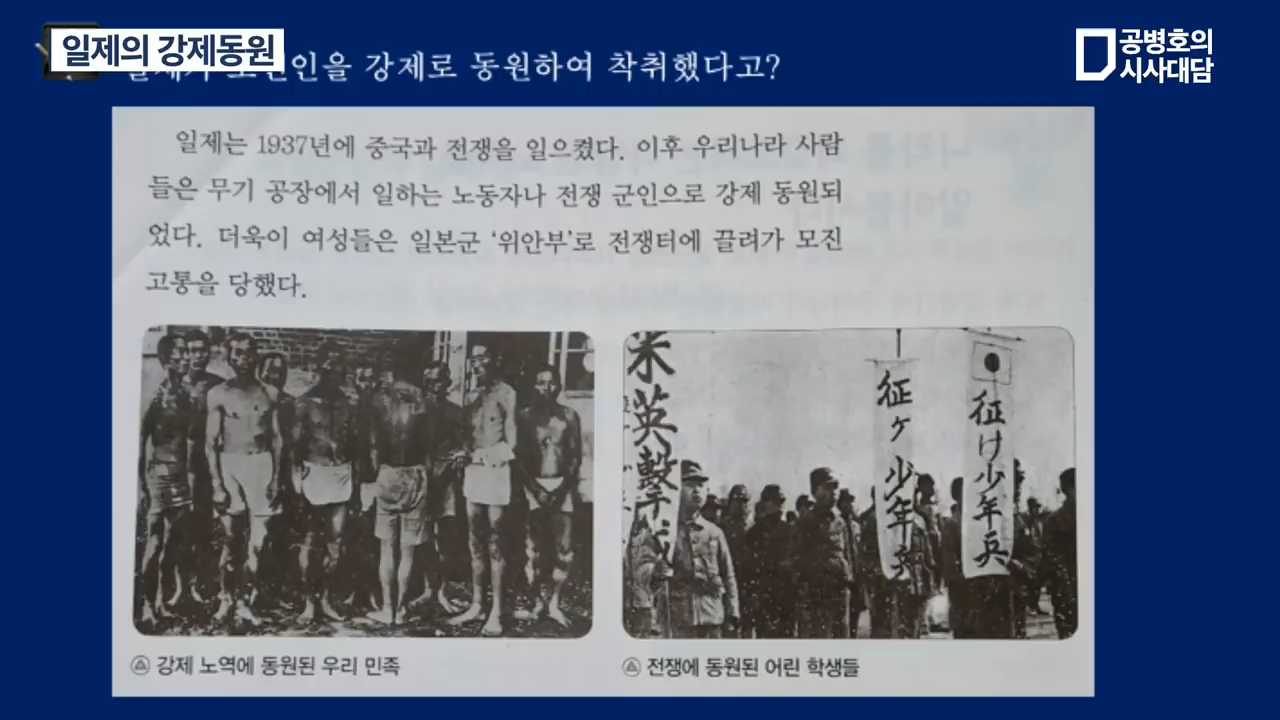 일제의 강제동원
인을 강제로 동원하여 착취했다고?
공병호의
시사대담
일제는 1937년에 중국과 전쟁을 일으켰다. 이후 우리나라 사람
들은 무기 공장에서 일하는 노동자나 전쟁 군인으로 강제 동원되
었다. 더욱이 여성들은 일본군 ‘위안부’로 전쟁터에 끌려가 모진
고통을 당했다.
米英撃
征ケ少年兵
征け少年兵
강제 노역에 동원된 우리 민족
전쟁에 동원된 어린 학생들